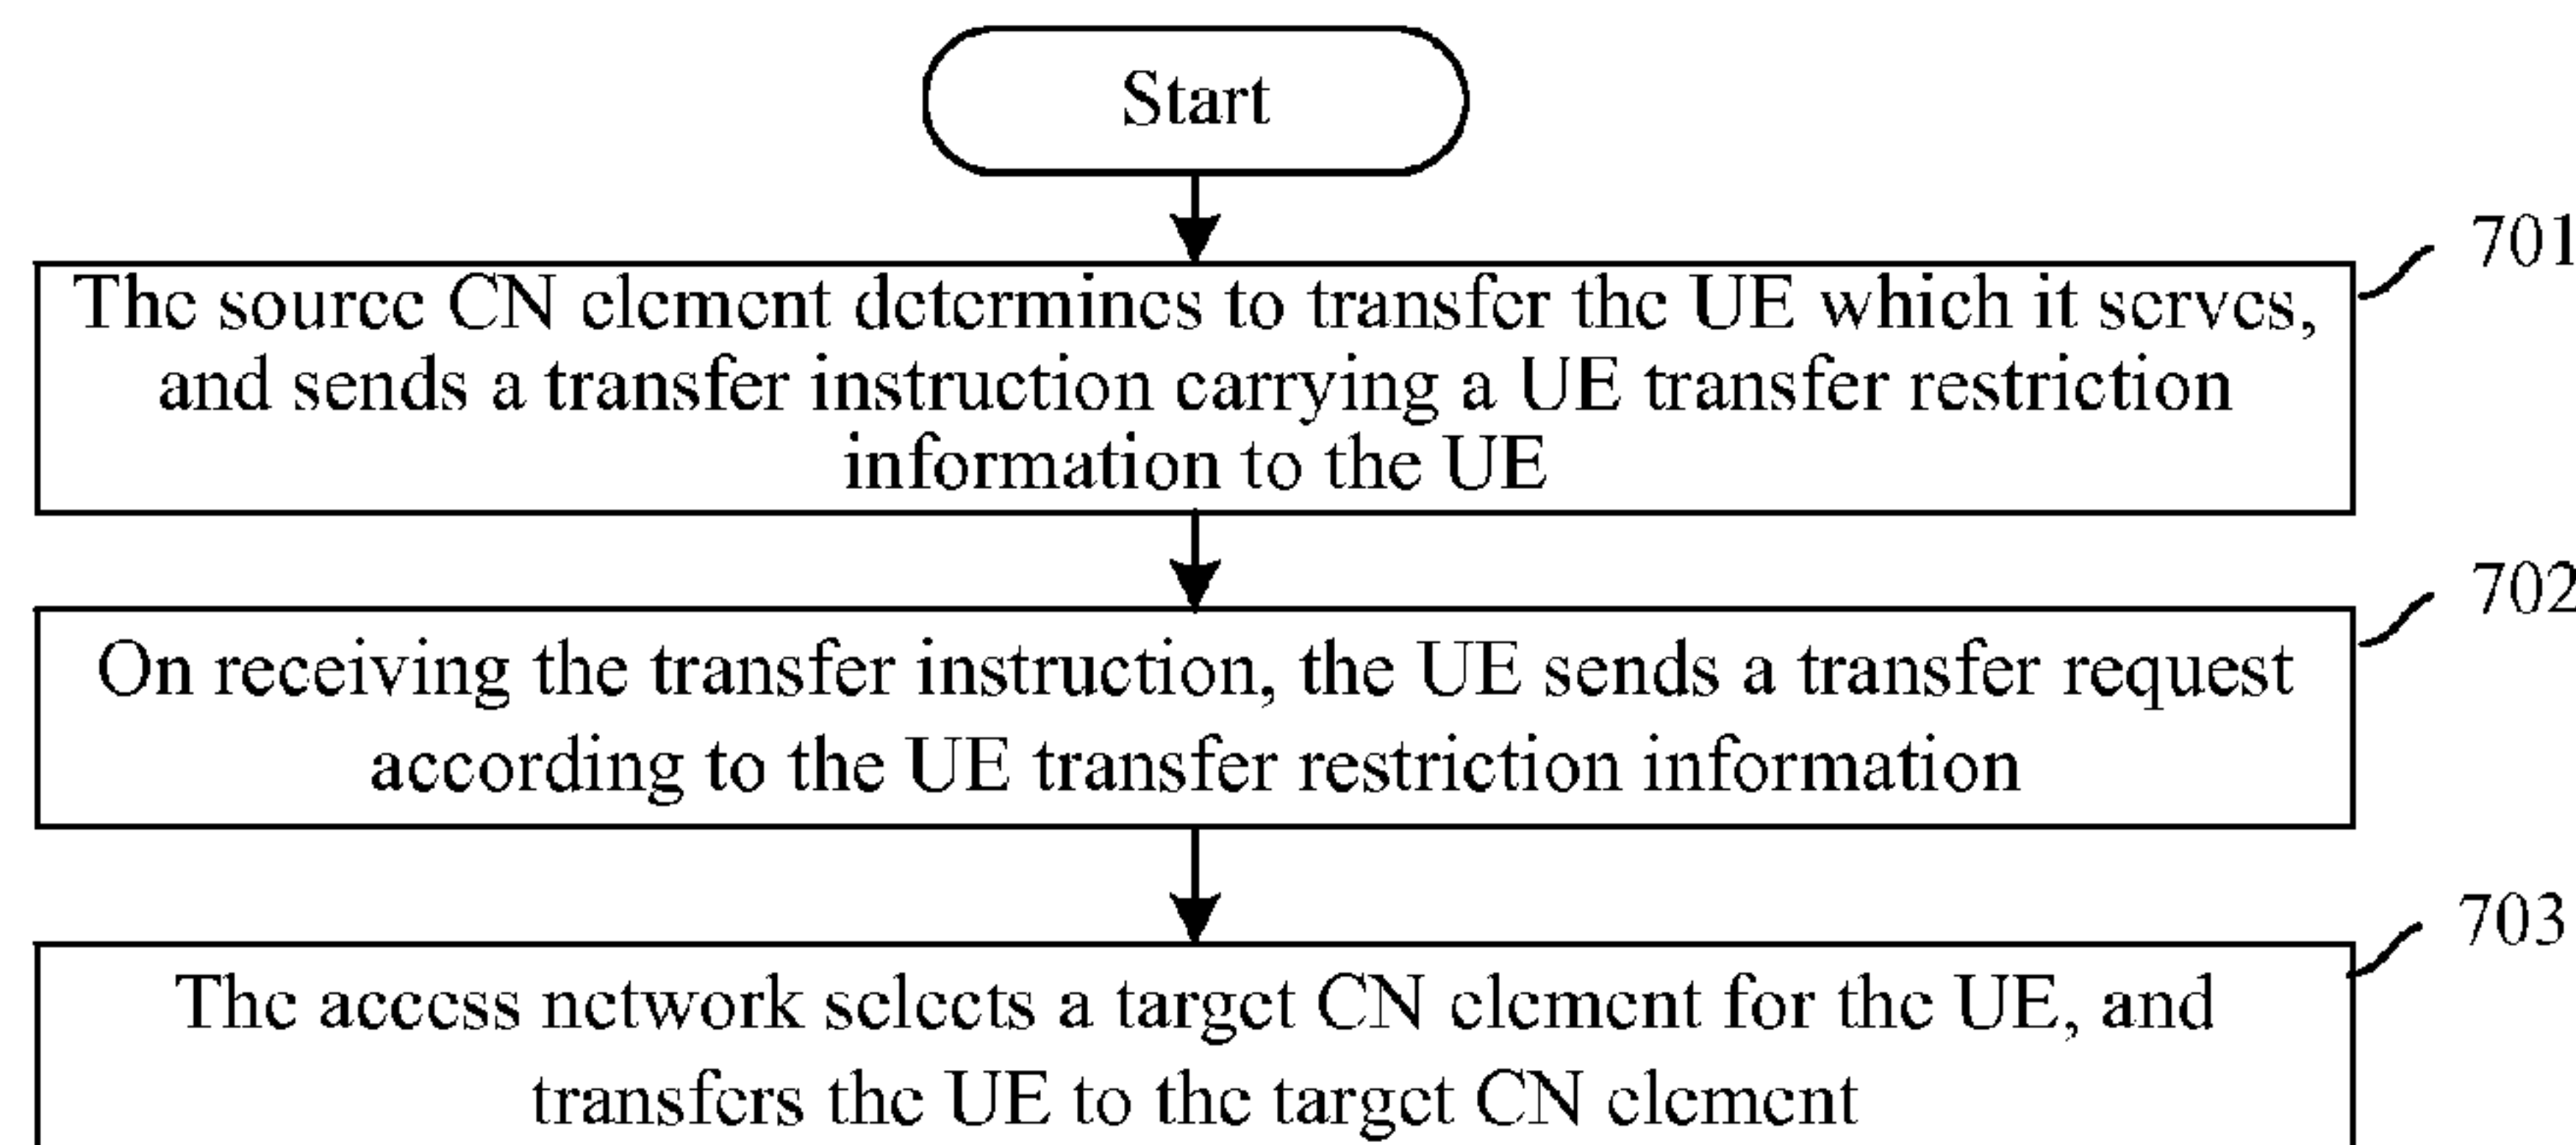 Start
701
The source CN element determines to transfer the UE which it serves,
and sends a transfer instruction carrying a UE transfer restriction
information to the UE
702
On receiving the transfer instruction, the UE sends a transfer request
according to the UE transfer restriction information
703
The access network selects a target CN element for the UE, and
transfers the UE to the target CN element